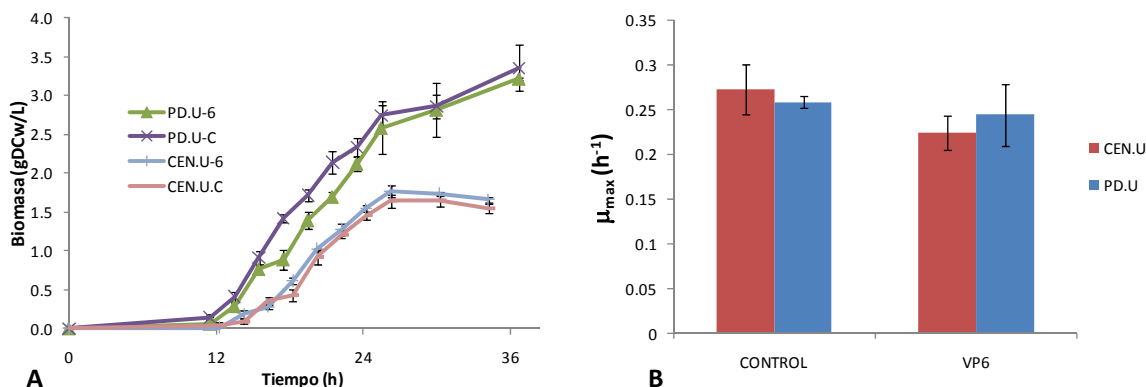 Biomasa (gDCw/L)
4.0
3.5
3.0
2.5
2.0
1.5
1.0
0.5
0.0
PD.U-6
PD.U-C
CEN.U-6
CEN.U.C
0
12
24
36
Tiempo (h)
A
μmax (h-1)
0.35
0.3
0.25
0.2
0.15
0.1
0.05
0
CONTROL
VP6
CEN.U
PD.U
B